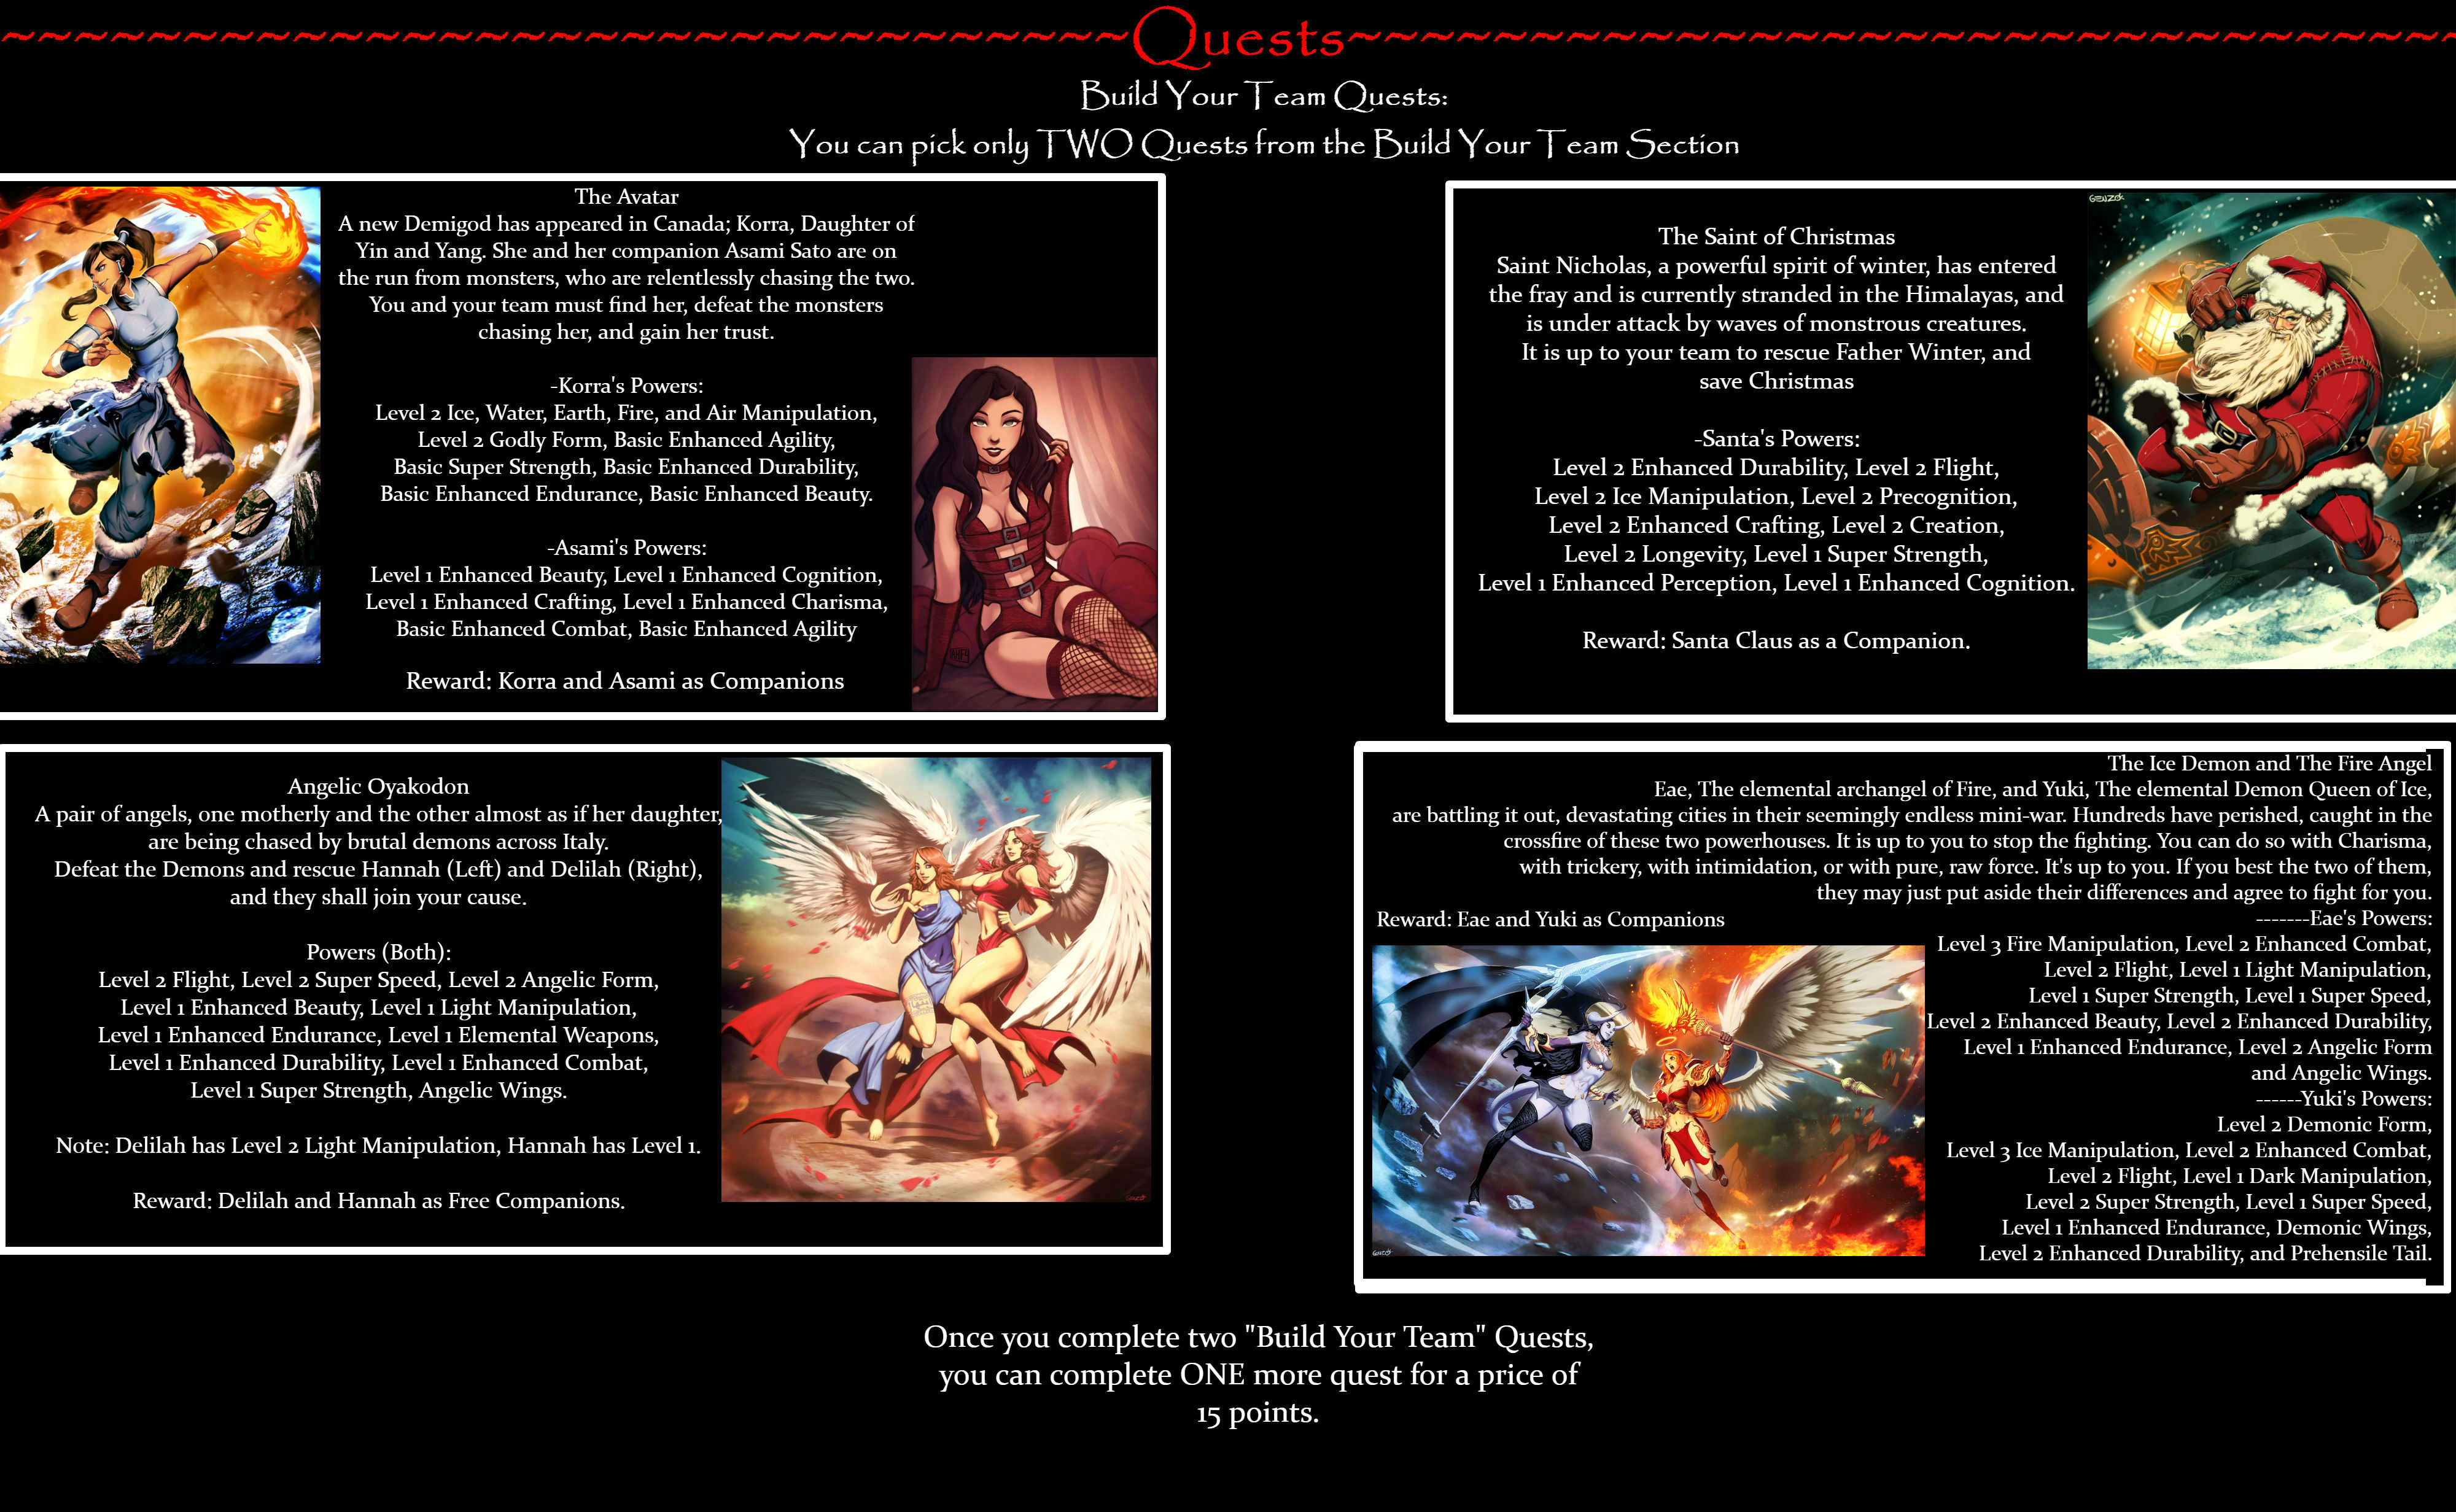 ~~~~~~~~~~~~~~~~~~~~~~~~~~~~~~~Quests~~~~~~~~~~~~~~~~~~~~~~~~~~~~~~~
Build Your Team Quests:
You can pick only TWO Quests from the Build Your Team Section
The Avatar
A new Demigod has appeared in Canada; Korra, Daughter of
Yin and Yang. She and her companion Asami Sato are on
the run from monsters, who are relentlessly chasing the two.
You and your team must find her, defeat the monsters
chasing her, and gain her trust.
-Korra's Powers:
Level 2 Ice, Water, Earth, Fire, and Air Manipulation,
Level 2 Godly Form, Basic Enhanced Agility,
Basic Super Strength, Basic Enhanced Durability,
Basic Enhanced Endurance, Basic Enhanced Beauty.
-Asami's Powers:
Level 1 Enhanced Beauty, Level 1 Enhanced Cognition,
Level 1 Enhanced Crafting, Level 1 Enhanced Charisma,
Basic Enhanced Combat, Basic Enhanced Agility
Reward: Korra and Asami as Companions
GENZO
The Saint of Christmas
Saint Nicholas, a powerful spirit of winter, has entered
the fray and is currently stranded in the Himalayas, and
is under attack by waves of monstrous creatures.
It is up to your team to rescue Father Winter, and
save Christmas
-Santa's Powers:
Level 2 Enhanced Durability, Level 2 Flight,
Level 2 Ice Manipulation, Level 2 Precognition,
Level 2 Enhanced Crafting, Level 2 Creation,
Level 2 Longevity, Level 1 Super Strength,
Level 1 Enhanced Perception, Level 1 Enhanced Cognition.
Reward: Santa Claus as a Companion.
Angelic Oyakodon
A pair of angels, one motherly and the other almost as if her daughter,
are being chased by brutal demons across Italy.
Defeat the Demons and rescue Hannah (Left) and Delilah (Right),
and they shall join your cause.
Powers (Both):
Level 2 Flight, Level 2 Super Speed, Level 2 Angelic Form,
Level 1 Enhanced Beauty, Level 1 Light Manipulation,
Level 1 Enhanced Endurance, Level 1 Elemental Weapons,
Level 1 Enhanced Durability, Level 1 Enhanced Combat,
Level 1 Super Strength, Angelic Wings.
Note: Delilah has Level 2 Light Manipulation, Hannah has Level 1.
Reward: Delilah and Hannah as Free Companions.
The Ice Demon and The Fire Angel
Eae, The elemental archangel of Fire, and Yuki, The elemental Demon Queen of Ice,
are battling it out, devastating cities in their seemingly endless mini-war. Hundreds have perished, caught in the
crossfire of these two powerhouses. It is up to you to stop the fighting. You can do so with Charisma,
with trickery, with intimidation, or with pure, raw force. It's up to you. If you best the two of them,
they may just put aside their differences and agree to fight for you.
Reward: Eae and Yuki as Companions
-------Eae's Powers:
Level 3 Fire Manipulation, Level 2 Enhanced Combat,
Level 2 Flight, Level 1 Light Manipulation,
Level 1 Super Strength, Level 1 Super Speed,
Level 2 Enhanced Beauty, Level 2 Enhanced Durability,
Level 1 Enhanced Endurance, Level 2 Angelic Form
and Angelic Wings.
------Yuki's Powers:
Level 2 Demonic Form,
Level 3 Ice Manipulation, Level 2 Enhanced Combat,
Level 2 Flight, Level 1 Dark Manipulation,
Level 2 Super Strength, Level 1 Super Speed,
Level 1 Enhanced Endurance, Demonic Wings,
Level 2 Enhanced Durability, and Prehensile Tail.
Once you complete two "Build Your Team" Quests,
you can complete ONE more quest for a price of
15 points.